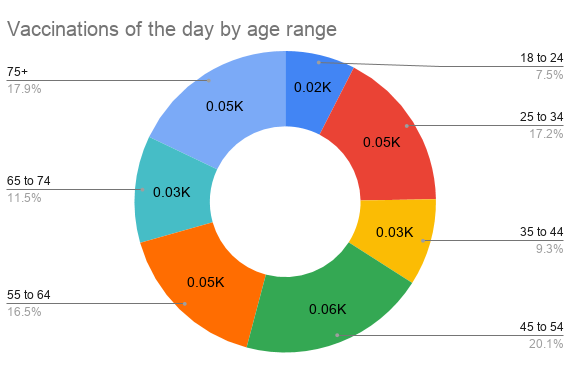 Vaccinations of the day by age range
18 to 24
7.5%
0.02K
25 to 34
17.2%
0.05K
35 to 44
9.3%
0.03K
45 to 54
20.1%
0.06K
55 to 64
16.5%
0.05K
65 to 74
11.5%
0.03K
75+
17.9%
0.05K